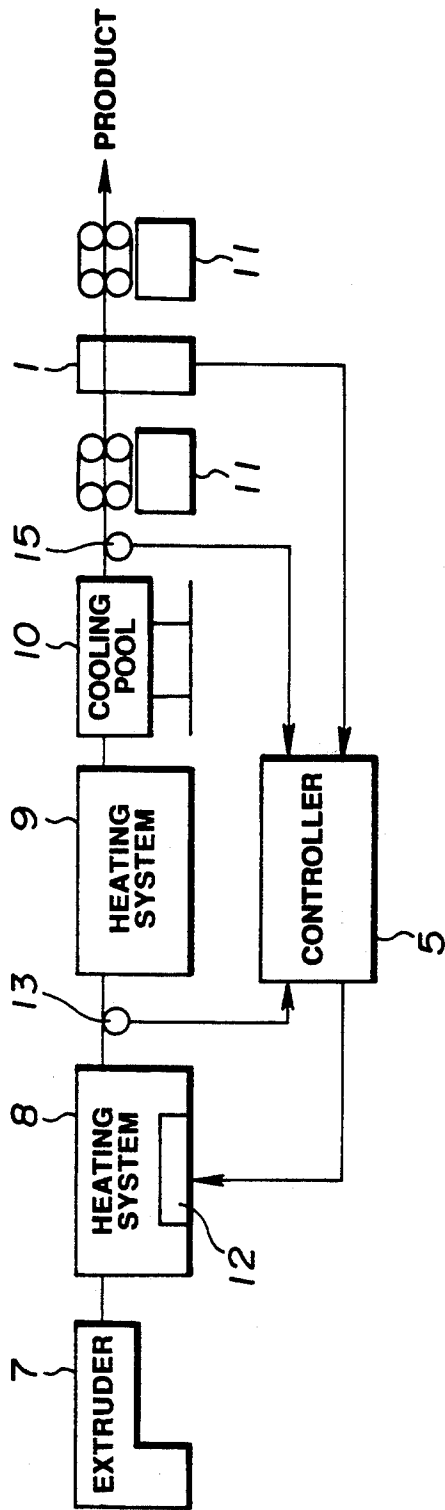 7
EXTRUDER
8
HEATING
SYSTEM
12
13
9
HEATING
SYSTEM
10
COOLING
POOL
15
11
1
11
PRODUCT
CONTROLLER
5